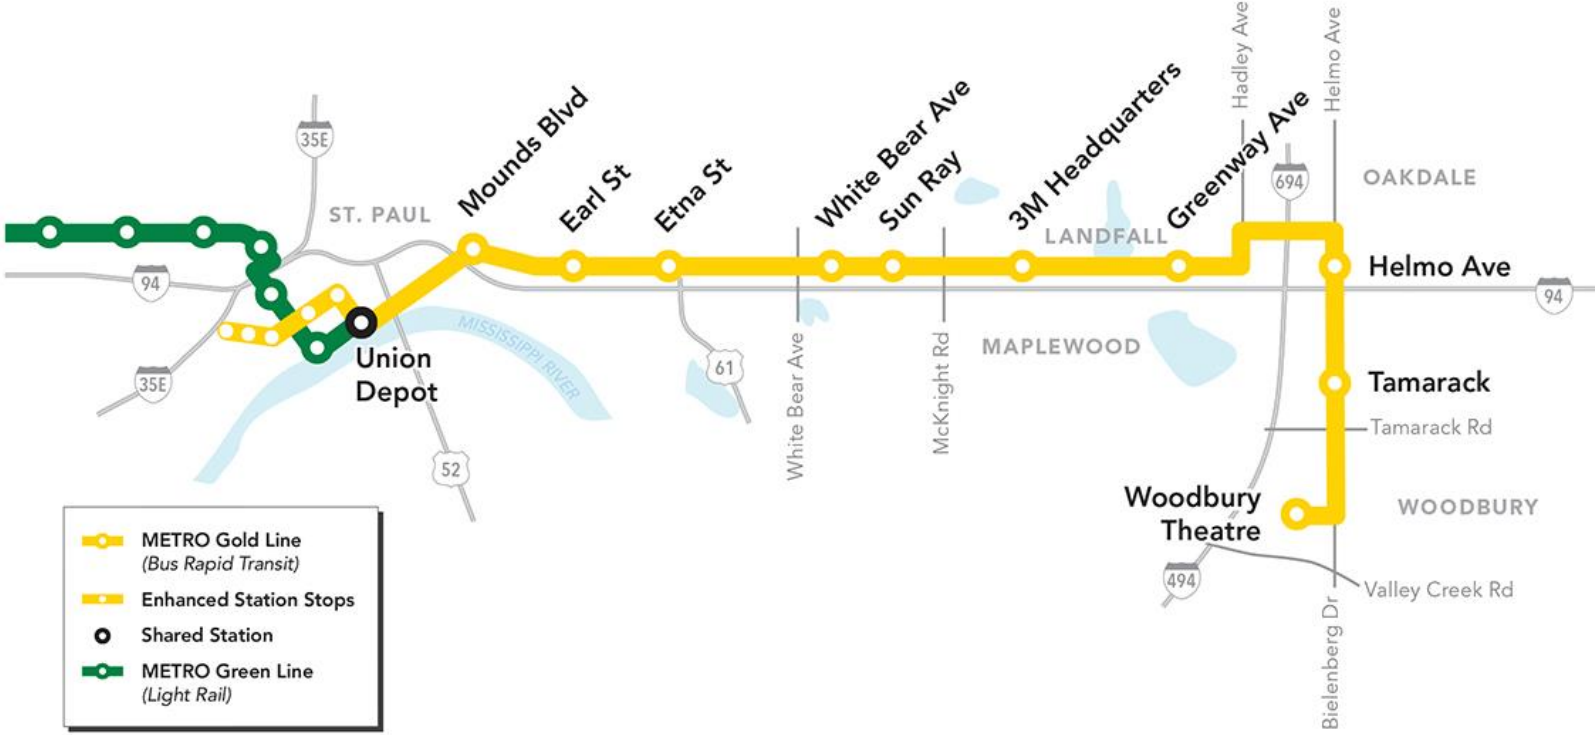 Hadley Ave
Helmo Ave
35E
Mounds Blvd
Earl St
Etna St
White Bear Ave
Sun Ray
3M Headquarters
Greenway Ave
694
OAKDALE
ST. PAUL
LANDFALL
Helmo Ave
94
94
MISSISSIPPI RIVER
MAPLEWOOD
Union
Depot
35E
61
White Bear Ave
McKnight Rd
Tamarack
Tamarack Rd
52
Woodbury
Theatre
WOODBURY
494
Valley Creek Rd
Bielenberg Dr
METRO Gold Line
(Bus Rapid Transit)
Enhanced Station Stops
Shared Station
METRO Green Line
(Light Rail)